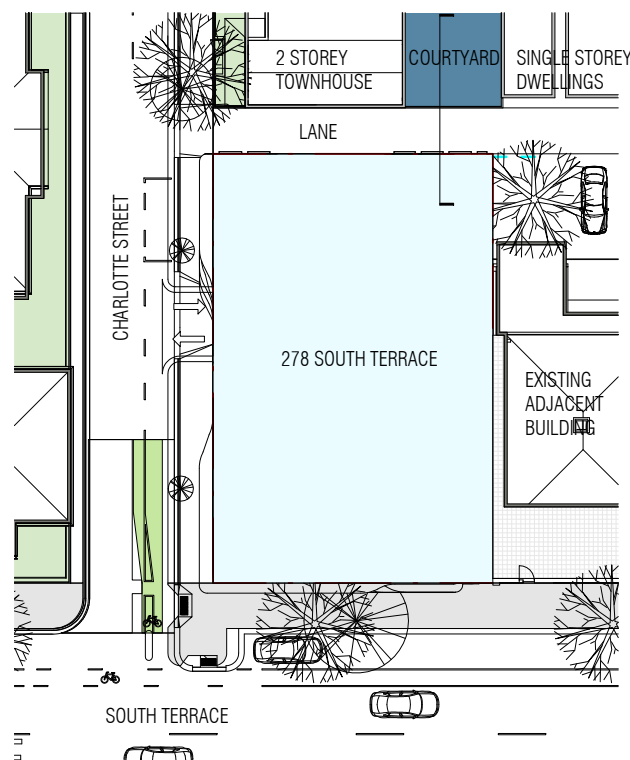 2 STOREY
TOWNHOUSE
COURTYARD
SINGLE STOREY
DWELLINGS
LANE
CHARLOTTE STREET
278 SOUTH TERRACE
EXISTING
ADJACENT
BUILDING
SOUTH TERRACE